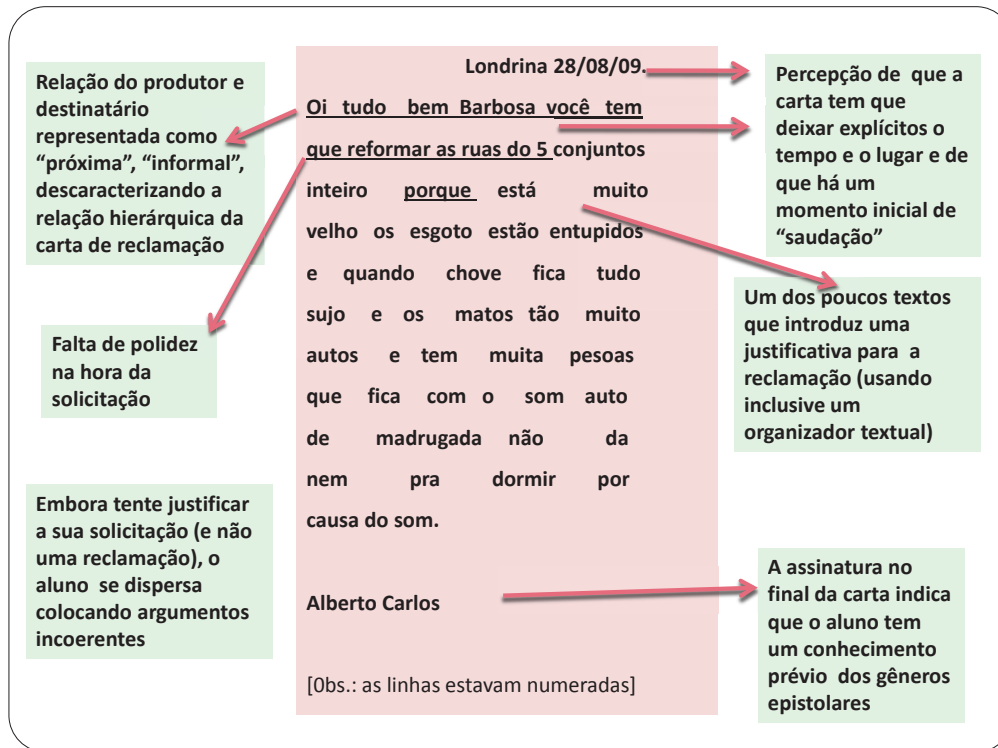 Relação do produtor e
destinatário
representada como
“próxima”, “informal”,
descaracterizando a
relação hierárquica da
carta de reclamação
Falta de polidez
na hora da
solicitação
Embora tente justificar
a sua solicitação (e não
uma reclamação), o
aluno se dispersa
colocando argumentos
incoerentes
Londrina 28/08/09.
Oi tudo bem Barbosa você tem
que reformar as ruas do 5 conjuntos
inteiro porque está muito
velho os esgoto estão entupidos
e quando chove fica tudo
sujo e os matos tão muito
autos e tem muita pesoas
que fica com o som auto
de madrugada não da
nem pra dormir por
causa do som.
Alberto Carlos
[0bs.: as linhas estavam numeradas]
Percepção de que a
carta tem que
deixar explícitos o
tempo e o lugar e de
que há um
momento inicial de
“saudação”
Um dos poucos textos
que introduz uma
justificativa para a
reclamação (usando
inclusive um
organizador textual)
A assinatura no
final da carta indica
que o aluno tem
um conhecimento
prévio dos gêneros
epistolares